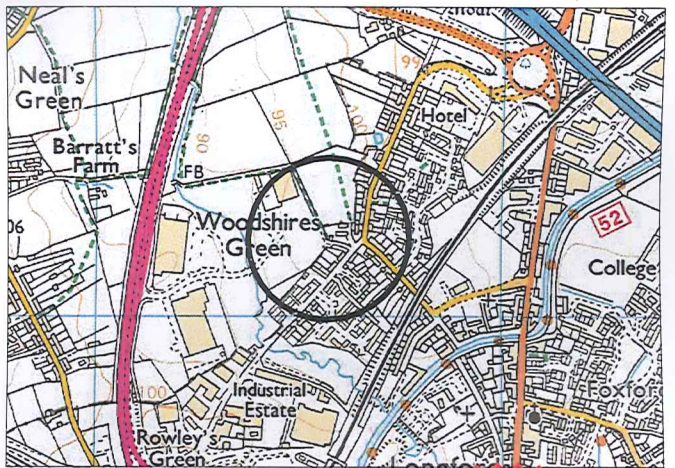 99
Neal's
Green
Hotel
100
95
90
Barratt's
Farm
FB
06
Woodshires
Green
52
College
100
Industrial
Estate
Foxfor
Rowley's
Green